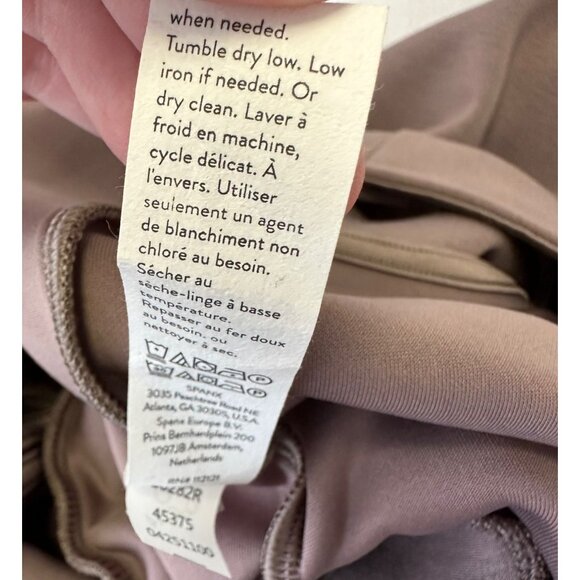 when needed.
Tumble dry low. Low
iron if needed. Or
dry clean. Laver à
froid en machine,
cycle délicat. À
l'envers. Utiliser
seulement un agent
de blanchiment non
chloré au besoin.
Sécher au
sèche-linge à basse
température.
Repasser au fer doux
au besoin. ou
nettoyer à sec.
SPANX
3035 Peachtree Road NE
Atlanta, GA 30305, U.S.A.
Spanx Europe B.V.
Prins Bernhardplein 200
1097JB Amsterdam,
Netherlands
45375
04251100